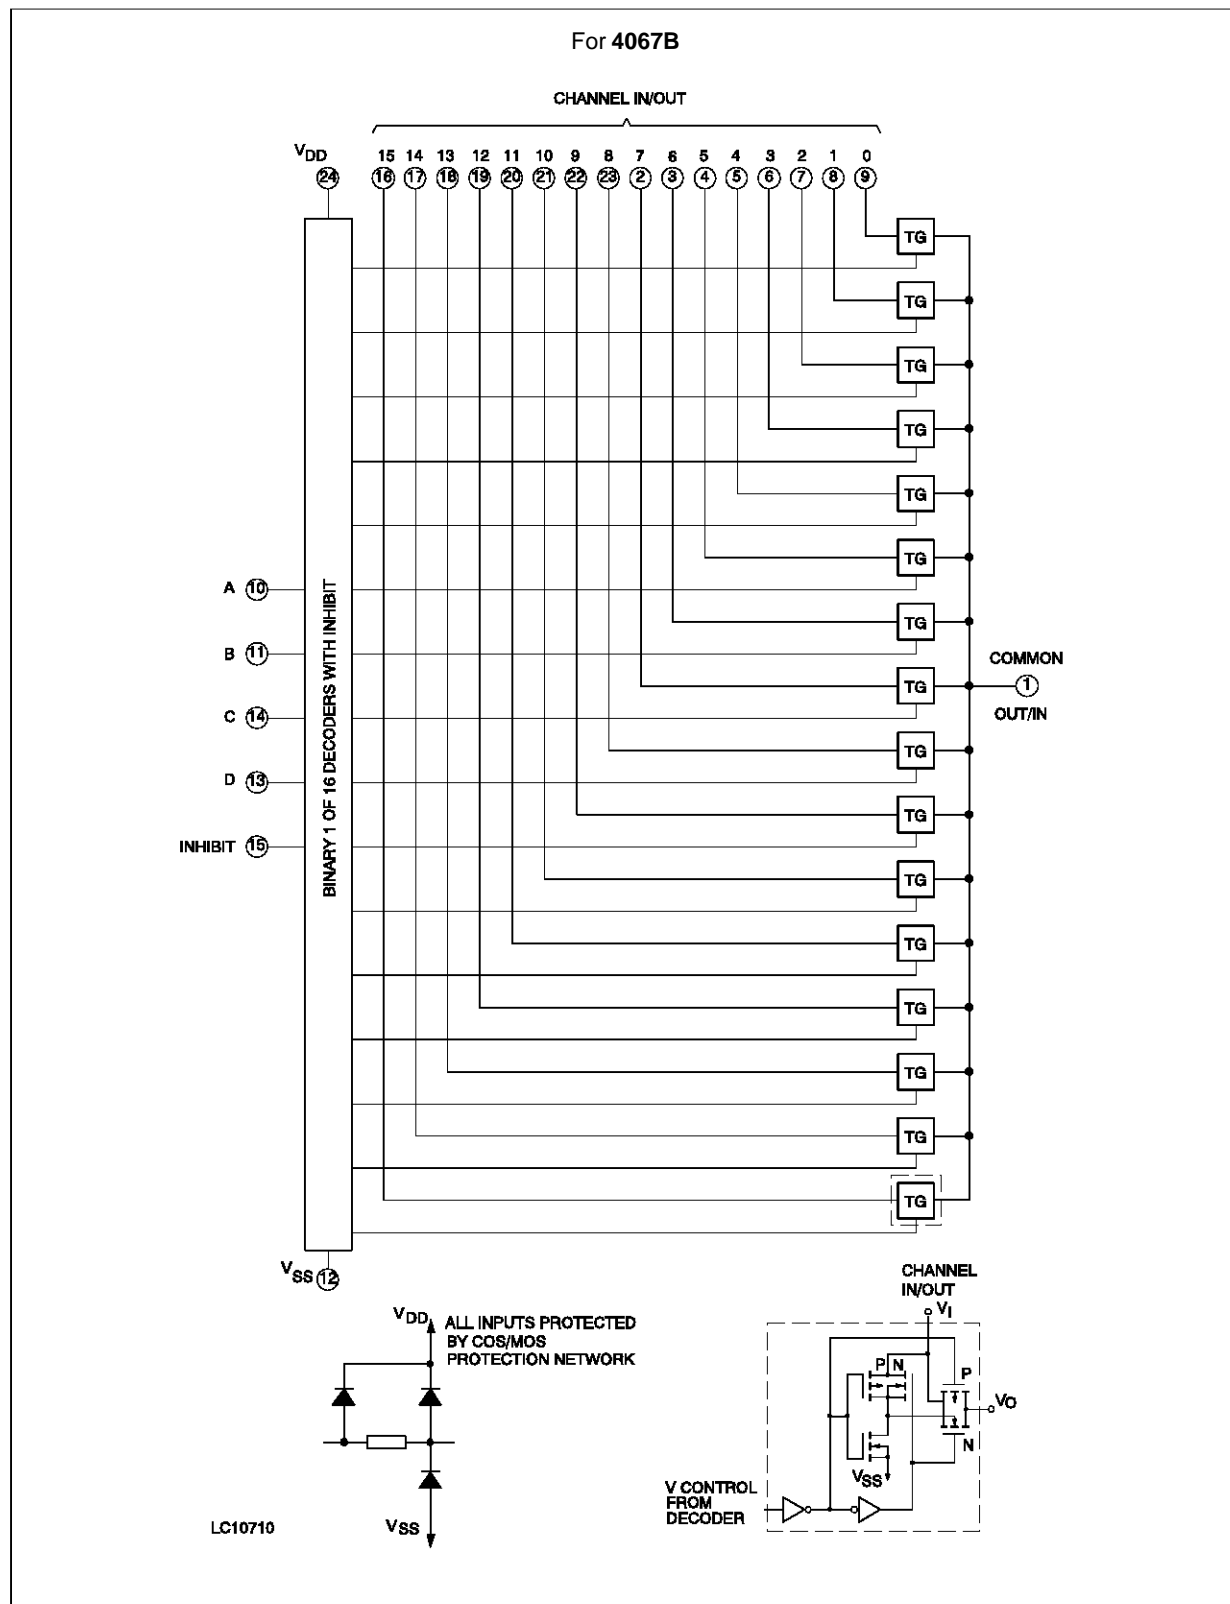 For 4067B
CHANNEL IN/OUT
VDD 15 14 13 12 11 10 9 8 7 6 5 4 3 2 1 0
24 16 17 18 19 20 21 22 23 2 3 4 5 6 7 8 9
TG
TG
TG
TG
TG
TG
A 10
TG
B 11
COMMON
TG
1
OUT/IN
C 14
TG
D 13
TG
INHIBIT 15
BINARY 1 OF 16 DECODERS WITH INHIBIT
TG
TG
TG
TG
TG
TG
VSS 12
CHANNEL
IN/OUT
VI
VDD
ALL INPUTS PROTECTED
BY COS/MOS
PROTECTION NETWORK
VSS
P N
P
VO
N
VSS
V CONTROL
FROM
DECODER
LC10710